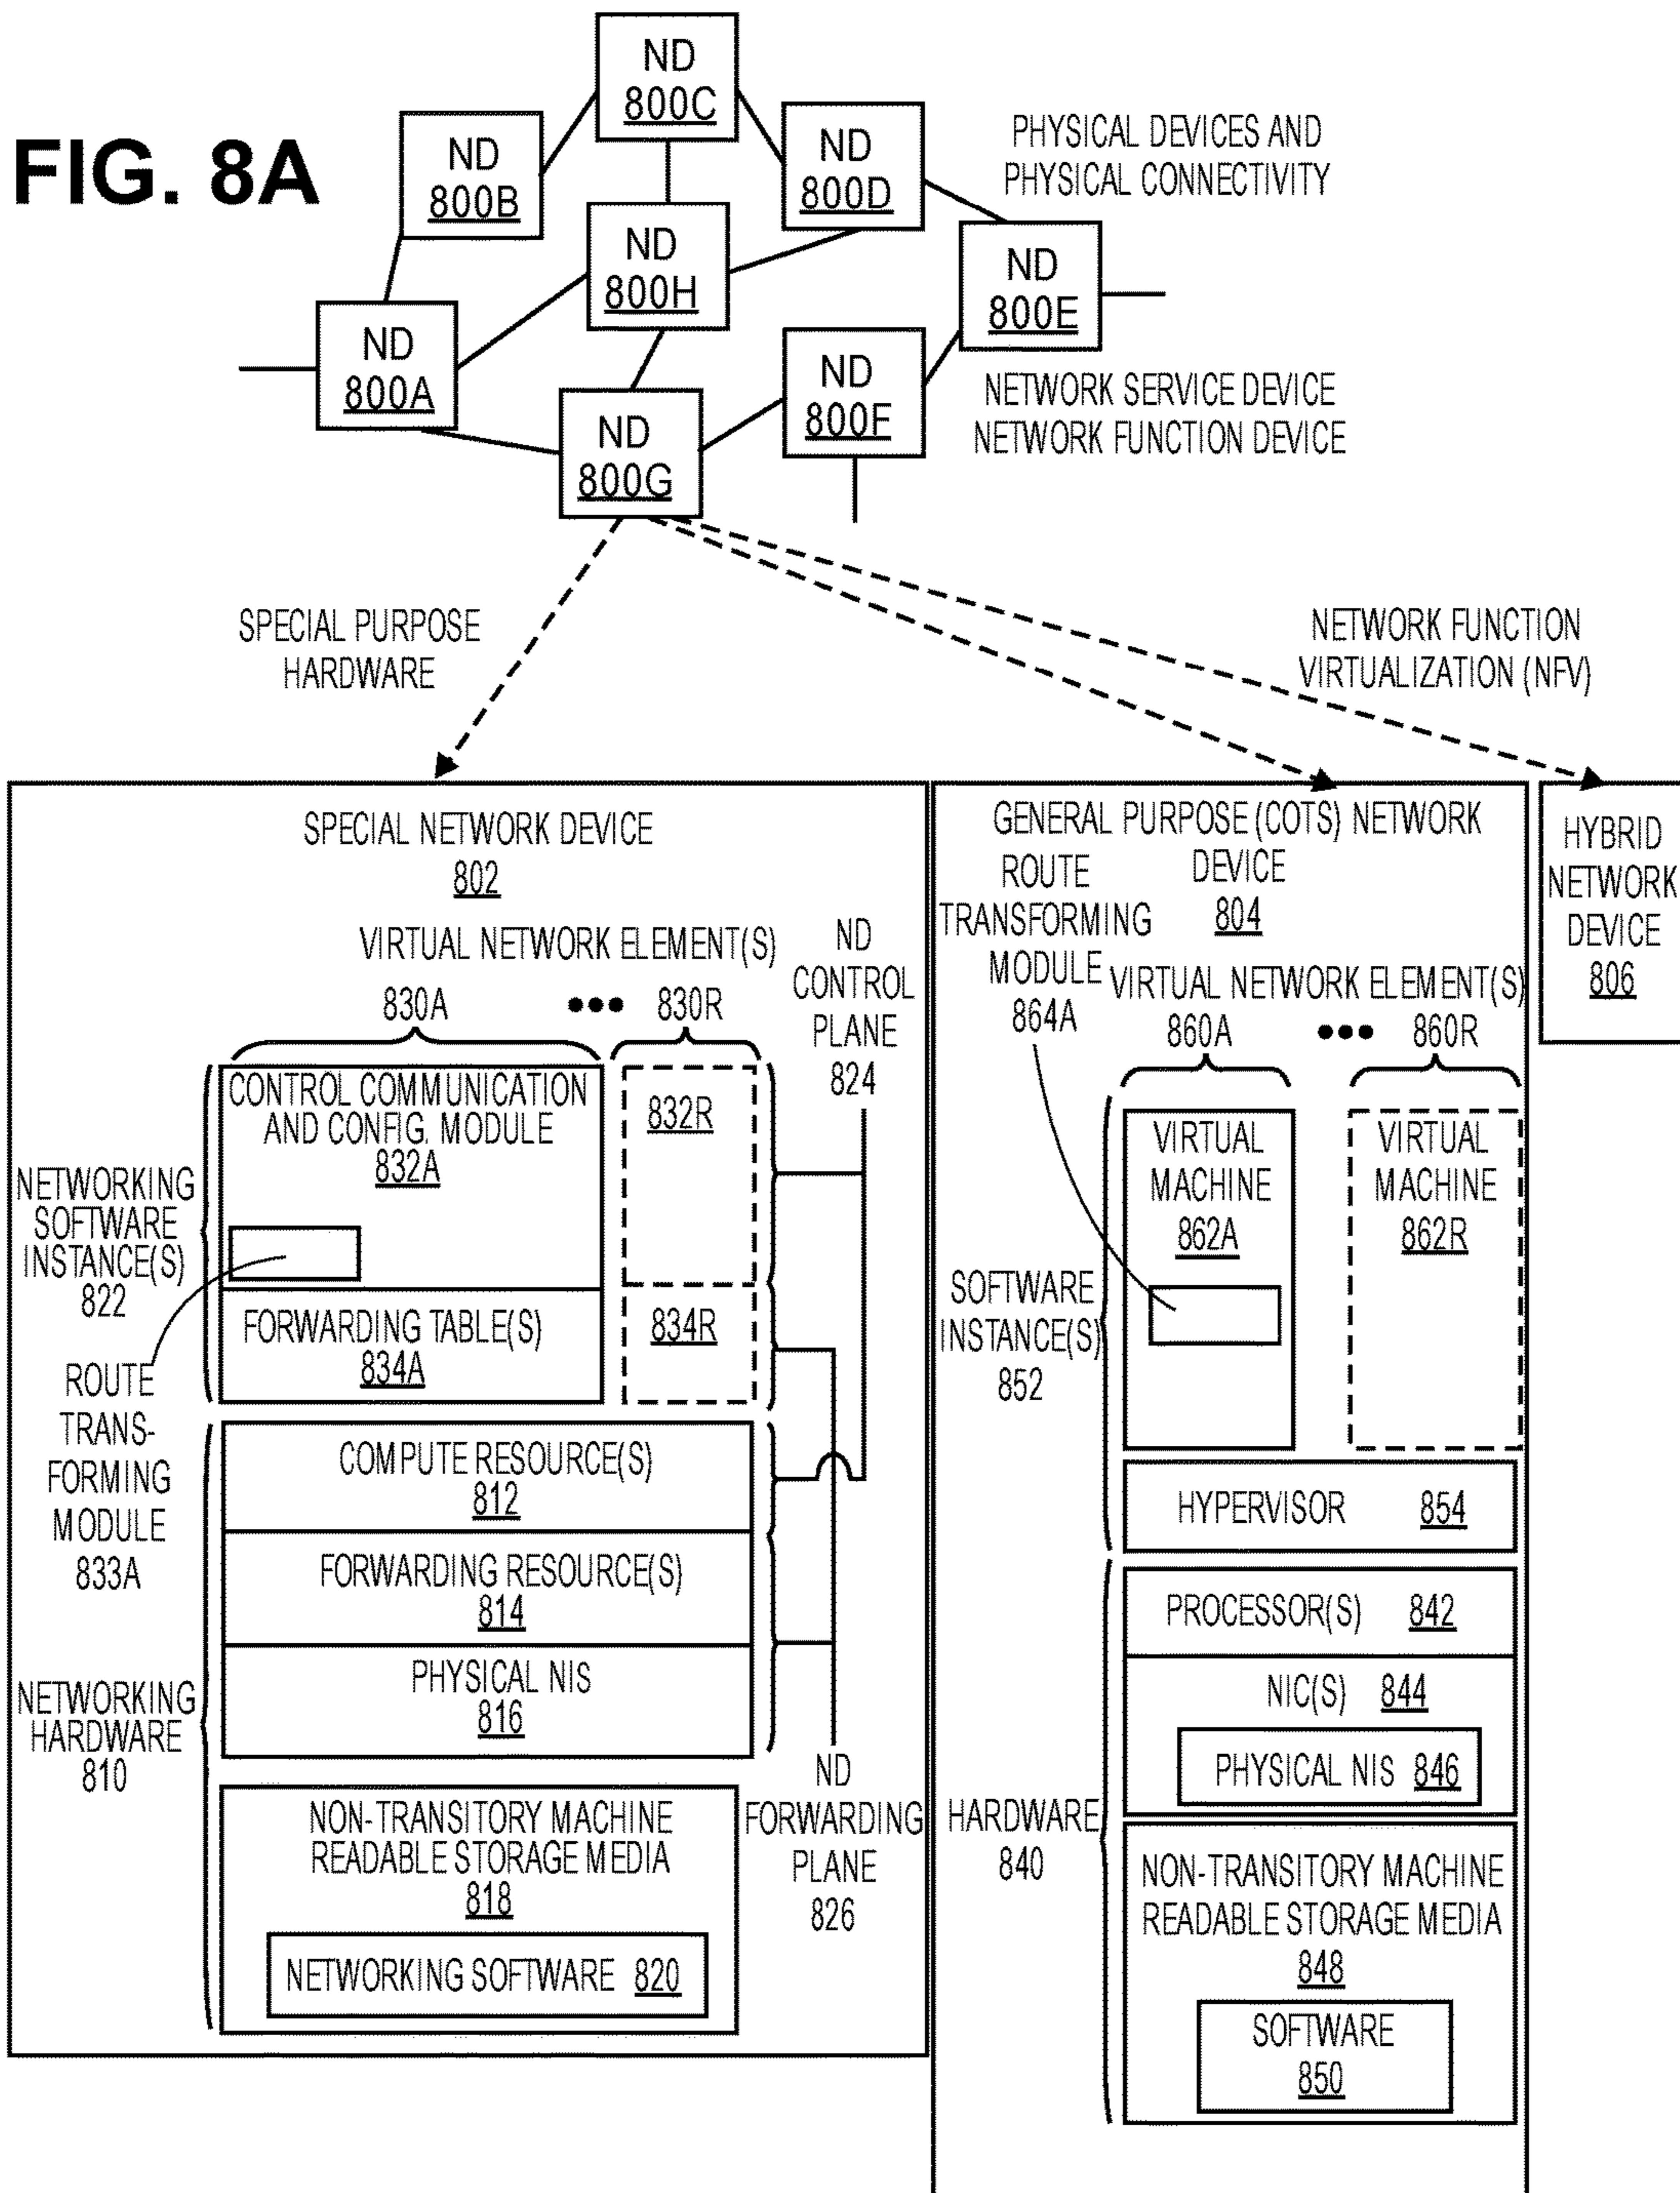 FIG. 8A
ND
800C
ND
800B
ND
800D
PHYSICAL DEVICES AND
PHYSICAL CONNECTIVITY
ND
800H
ND
800E
ND
800A
ND
800F
NETWORK SERVICE DEVICE
NETWORK FUNCTION DEVICE
ND
800G
SPECIAL PURPOSE
HARDWARE
NETWORK FUNCTION
VIRTUALIZATION (NFV)
SPECIAL NETWORK DEVICE
802
VIRTUAL NETWORK ELEMENT(S)
830A
••• 830R
ND
CONTROL
PLANE
824
CONTROL COMMUNICATION
AND CONFIG. MODULE
832A
832R
NETWORKING
SOFTWARE
INSTANCE(S)
822
FORWARDING TABLE(S)
834A
834R
ROUTE
TRANS-
FORMING
MODULE
833A
COMPUTE RESOURCE(S)
812
FORWARDING RESOURCE(S)
814
PHYSICAL NIS
816
NETWORKING
HARDWARE
810
ND
FORWARDING
PLANE
826
NON-TRANSITORY MACHINE
READABLE STORAGE MEDIA
818
NETWORKING SOFTWARE 820
GENERAL PURPOSE (COTS) NETWORK
DEVICE
804
ROUTE
TRANSFORMING
MODULE
864A
VIRTUAL NETWORK ELEMENT(S)
860A
••• 860R
VIRTUAL
MACHINE
862A
VIRTUAL
MACHINE
862R
SOFTWARE
INSTANCE(S)
852
HYPERVISOR 854
PROCESSOR(S) 842
NIC(S) 844
PHYSICAL NIS 846
HARDWARE
840
NON-TRANSITORY MACHINE
READABLE STORAGE MEDIA
848
SOFTWARE
850
HYBRID
NETWORK
DEVICE
806